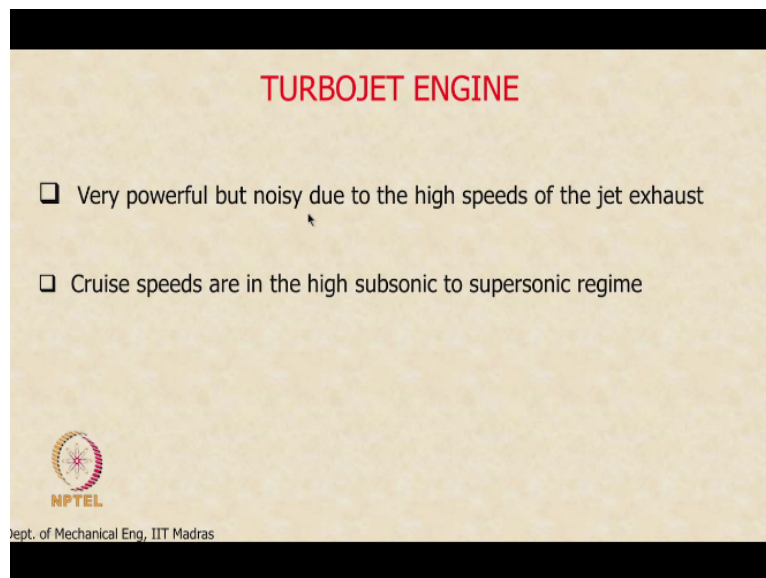 TURBOJET ENGINE
Very powerful but noisy due to the high speeds of the jet exhaust
Cruise speeds are in the high subsonic to supersonic regime
NPTEL
Dept. of Mechanical Eng, IIT Madras